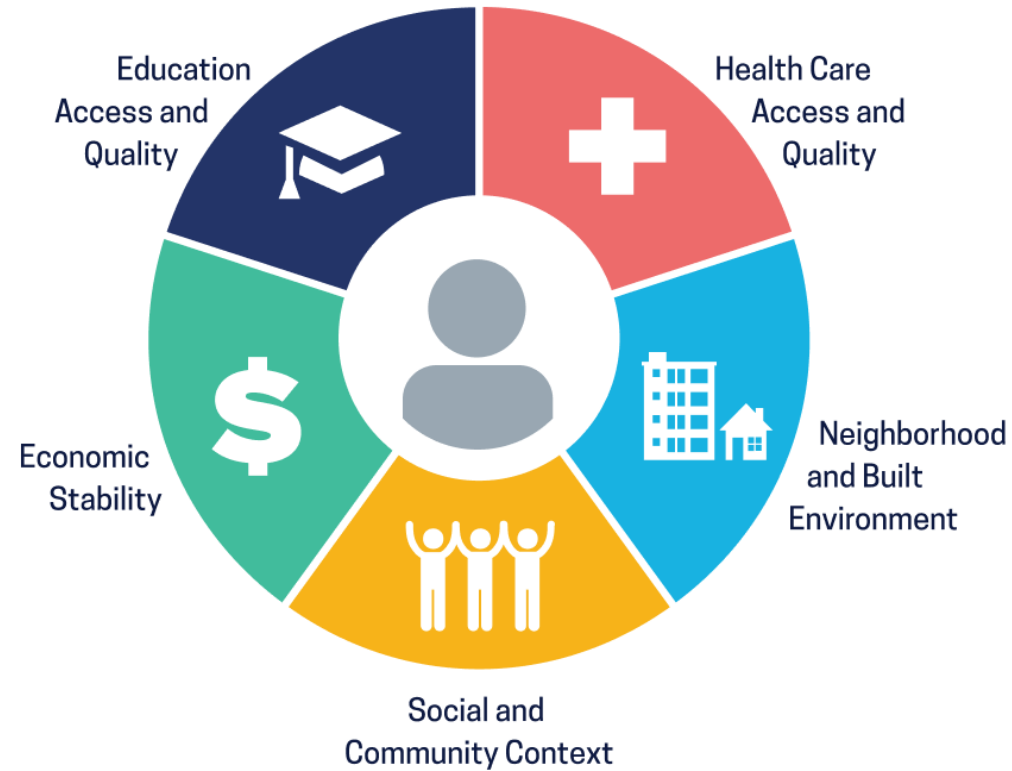 Education
Access and
Quality
Health Care
Access and
Quality
Economic
Stability
Neighborhood
and Built
Environment
Social and
Community Context